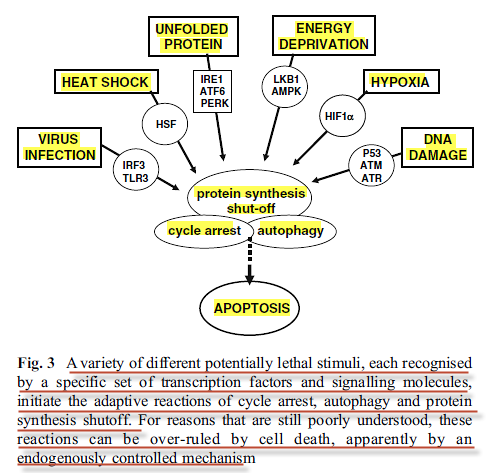 UNFOLDED
PROTEIN
ENERGY
DEPRIVATION
HEAT SHOCK
IRE1
ATF6
PERK
LKB1
AMPK
HYPOXIA
VIRUS
INFECTION
HSF
HIF1α
DNA
DAMAGE
IRF3
TLR3
P53
ATM
ATR
protein synthesis
shut-off
cycle arrest
autophagy
APOPTOSIS
Fig. 3 A variety of different potentially lethal stimuli, each recognised
by a specific set of transcription factors and signalling molecules,
initiate the adaptive reactions of cycle arrest, autophagy and protein
synthesis shutoff. For reasons that are still poorly understood, these
reactions can be over-ruled by cell death, apparently by an
endogenously controlled mechanism